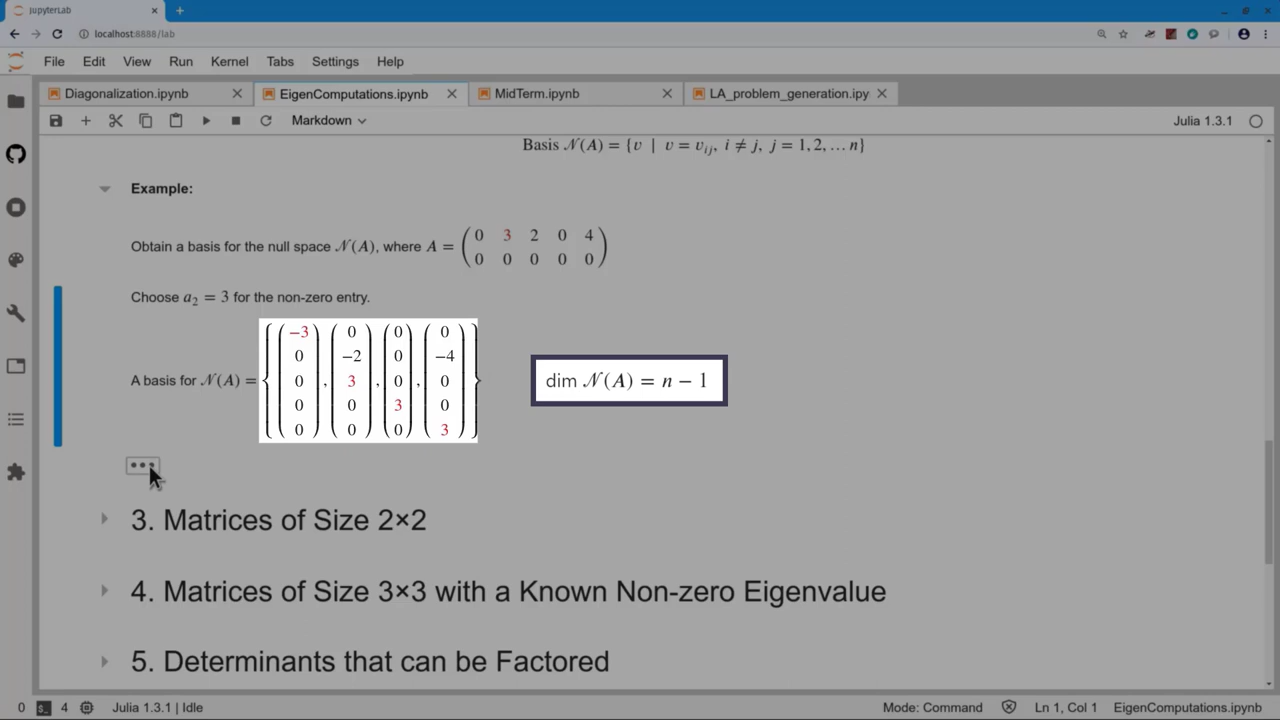 JupyterLab
localhost:8888/lab
File Edit View Run Kernel Tabs Settings Help
Diagonalization.ipynb EigenComputations.ipynb MidTerm.ipynb LA_problem_generation.ipy
Markdown Julia 1.3.1
Basis 𝒩(A) = {v | v = v_ij, i ≠ j, j = 1, 2, … n}
Example:
Obtain a basis for the null space 𝒩(A), where A = (0 3 2 0 4
0 0 0 0 0)
Choose a₂ = 3 for the non-zero entry.
A basis for 𝒩(A) = { (−3 0 0 0 0), (0 −2 3 0 0), (0 0 0 3 0), (0 −4 0 0 3) } dim 𝒩(A) = n − 1
•••
3. Matrices of Size 2×2
4. Matrices of Size 3×3 with a Known Non-zero Eigenvalue
5. Determinants that can be Factored
0 4 Julia 1.3.1 | Idle Mode: Command Ln 1, Col 1 EigenComputations.ipynb